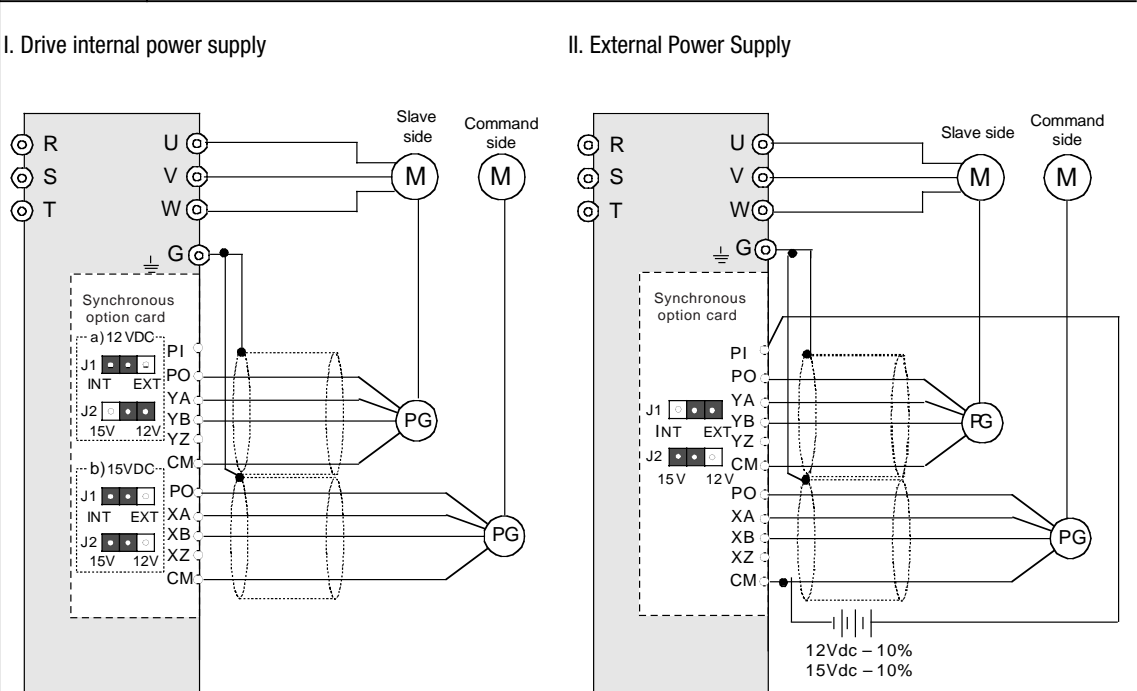 I. Drive internal power supply
II. External Power Supply
R
S
T
U
V
W
G
Slave
side
Command
side
M
M
Synchronous
option card
a) 12 VDC
J1
INT EXT
J2
15V 12V
b) 15VDC
J1
INT EXT
J2
15V 12V
PI
PO
YA
YB
YZ
CM
PO
XA
XB
XZ
CM
PG
PG
R
S
T
U
V
W
G
Slave side
Command
side
M
M
Synchronous
option card
J1
INT EXT
J2
15V 12V
PI
PO
YA
YB
YZ
CM
PO
XA
XB
XZ
CM
PG
PG
12Vdc – 10%
15Vdc – 10%